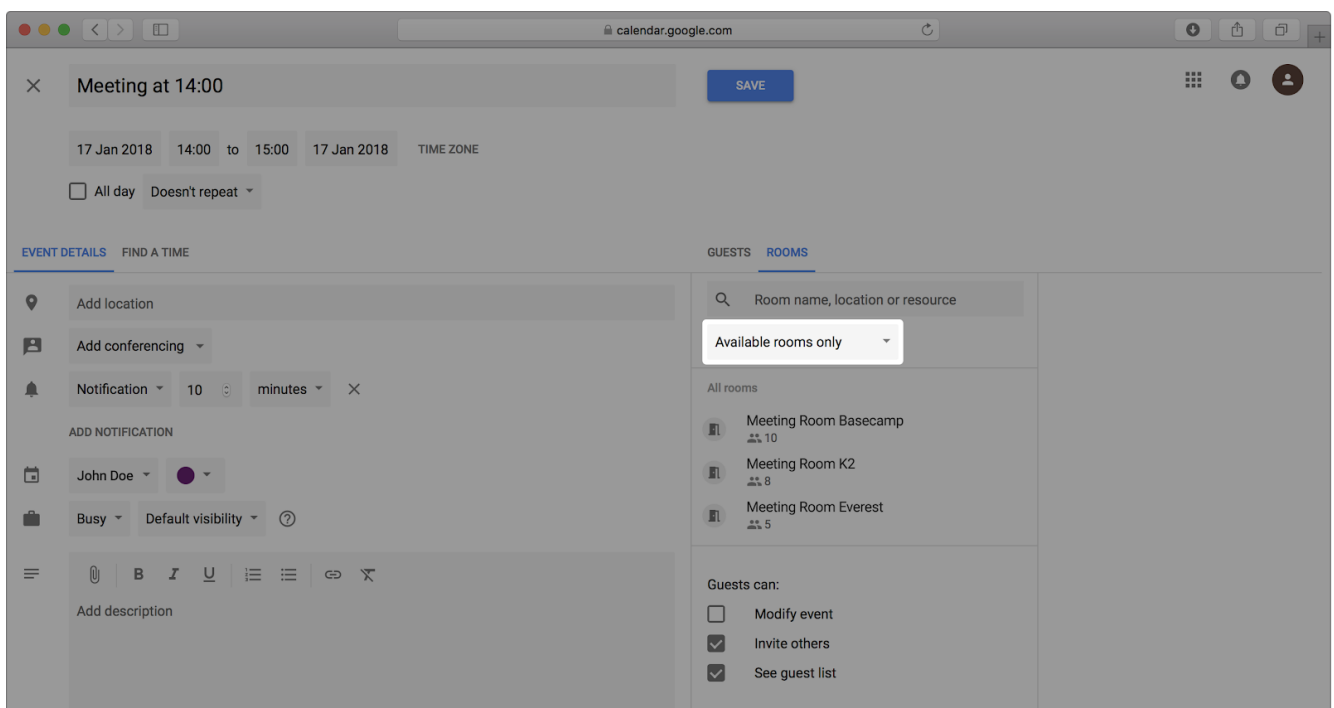 calendar.google.com
Meeting at 14:00
SAVE
17 Jan 2018 14:00 to 15:00 17 Jan 2018 TIME ZONE
All day Doesn't repeat
EVENT DETAILS FIND A TIME
GUESTS ROOMS
Add location
Room name, location or resource
Add conferencing
Available rooms only
Notification 10 minutes
All rooms
ADD NOTIFICATION
Meeting Room Basecamp
10
John Doe
Meeting Room K2
8
Busy Default visibility
Meeting Room Everest
5
B I U
Add description
Guests can:
Modify event
Invite others
See guest list